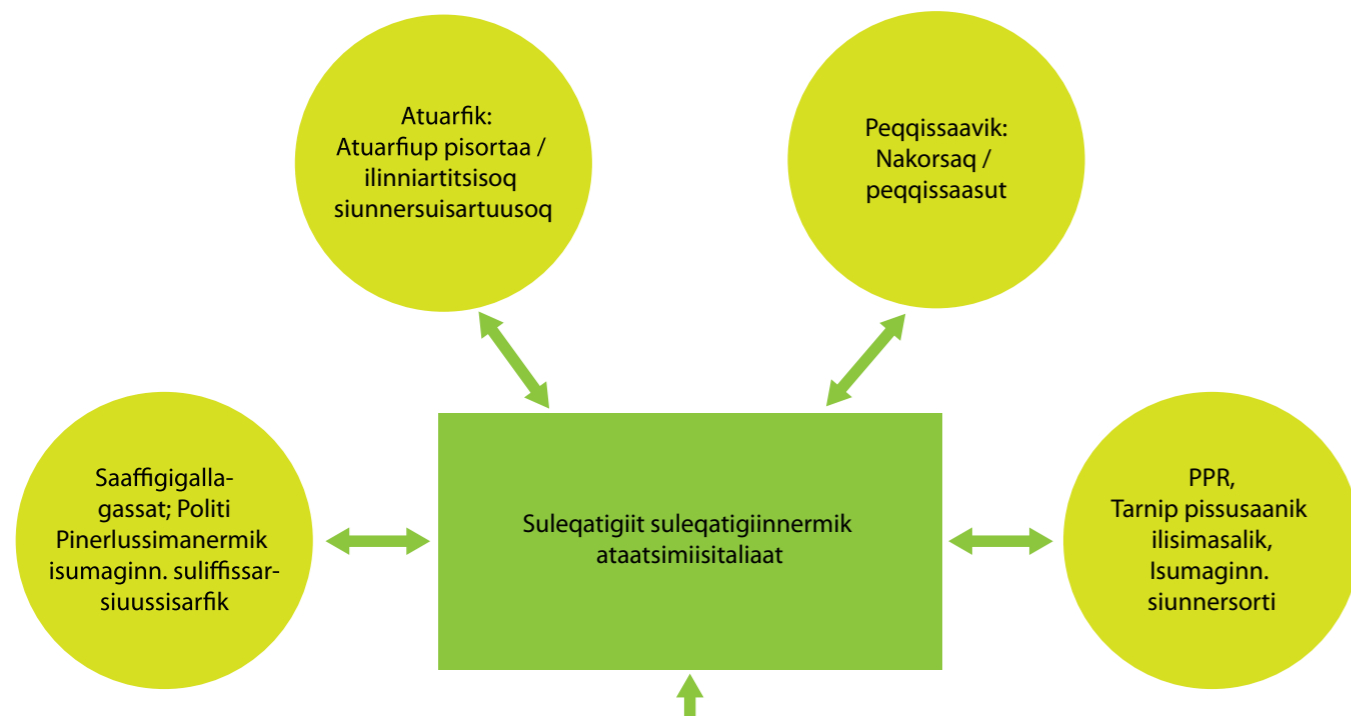 Atuarfik:
Atuarfiup pisortaa /
ilinniartitsisoq
siunnersuisartuusoq
Peqqissaavik:
Nakorsaq /
peqqissaasut
Saaffigigalla-
gassat; Politi
Pinerlussimanermik
isumaginn. suliffissar-
siuussisarfik
Suleqatigiit suleqatigiinnermik
ataatsimiisitaliaat
PPR,
Tarnip pissusaanik
ilisimasalik,
Isumaginn.
siunnersorti